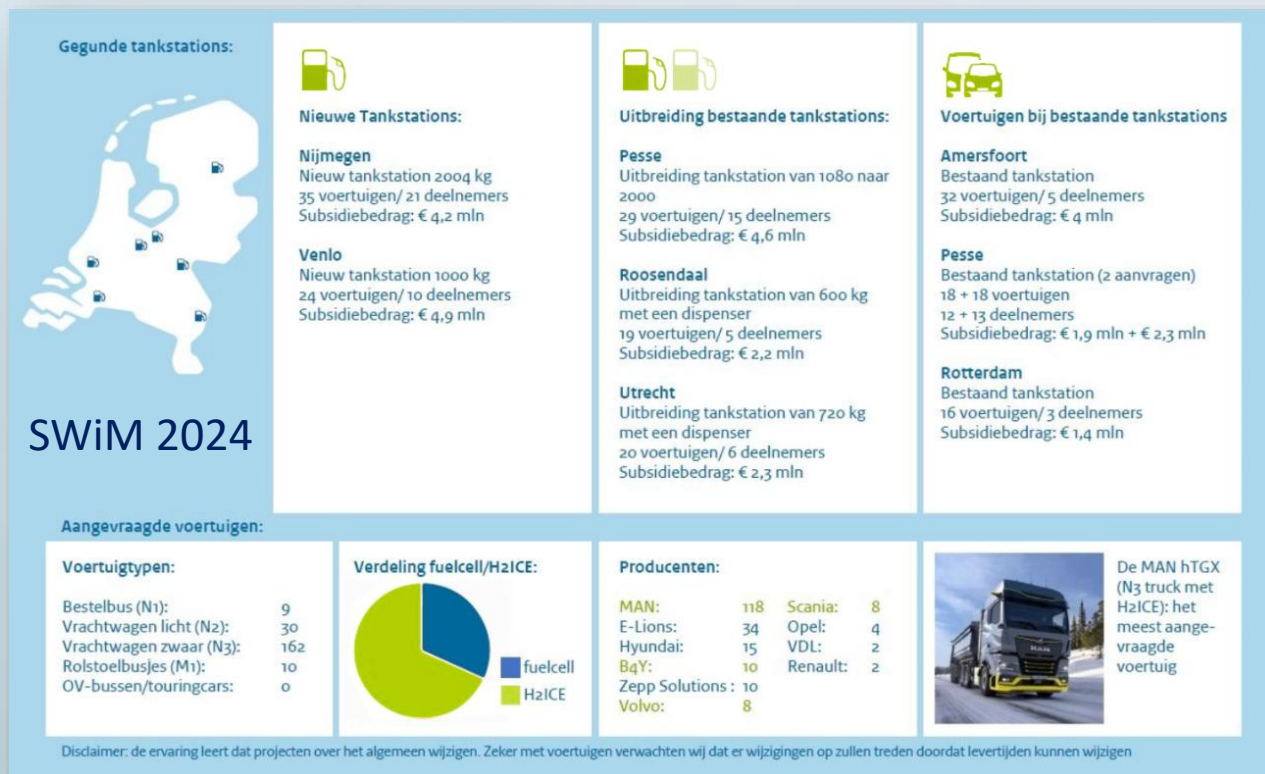 Gegunde tankstations:
SWiM 2024
Nieuwe Tankstations:
Nijmegen
Nieuw tankstation 2004 kg
35 voertuigen/ 21 deelnemers
Subsidiebedrag: € 4,2 mln
Venlo
Nieuw tankstation 1000 kg
24 voertuigen/ 10 deelnemers
Subsidiebedrag: € 4,9 mln
Uitbreiding bestaande tankstations:
Pesse
Uitbreiding tankstation van 1080 naar
2000
29 voertuigen/ 15 deelnemers
Subsidiebedrag: € 4,6 mln
Roosendaal
Uitbreiding tankstation van 600 kg
met een dispenser
19 voertuigen/ 5 deelnemers
Subsidiebedrag: € 2,2 mln
Utrecht
Uitbreiding tankstation van 720 kg
met een dispenser
20 voertuigen/ 6 deelnemers
Subsidiebedrag: € 2,3 mln
Voertuigen bij bestaande tankstations
Amersfoort
Bestaand tankstation
32 voertuigen/ 5 deelnemers
Subsidiebedrag: € 4 mln
Pesse
Bestaand tankstation (2 aanvragen)
18 + 18 voertuigen
12 + 13 deelnemers
Subsidiebedrag: € 1,9 mln + € 2,3 mln
Rotterdam
Bestaand tankstation
16 voertuigen/ 3 deelnemers
Subsidiebedrag: € 1,4 mln
Aangevraagde voertuigen:
Voertuigtypen:
Bestelbus (N1): 9
Vrachtwagen licht (N2): 30
Vrachtwagen zwaar (N3): 162
Rolstoelbusjes (M1): 10
OV-bussen/touringcars: 0
Verdeling fuelcell/H2ICE:
fuelcell
H2ICE
Producenten:
MAN: 118 Scania: 8
E-Lions: 34 Opel: 4
Hyundai: 15 VDL: 2
B4Y: 10 Renault: 2
Zepp Solutions : 10
Volvo: 8
MAN
De MAN hTGX
(N3 truck met
H2ICE): het
meest aange-
vraagde
voertuig
Disclaimer: de ervaring leert dat projecten over het algemeen wijzigen. Zeker met voertuigen verwachten wij dat er wijzigingen op zullen treden doordat levertijden kunnen wijzigen